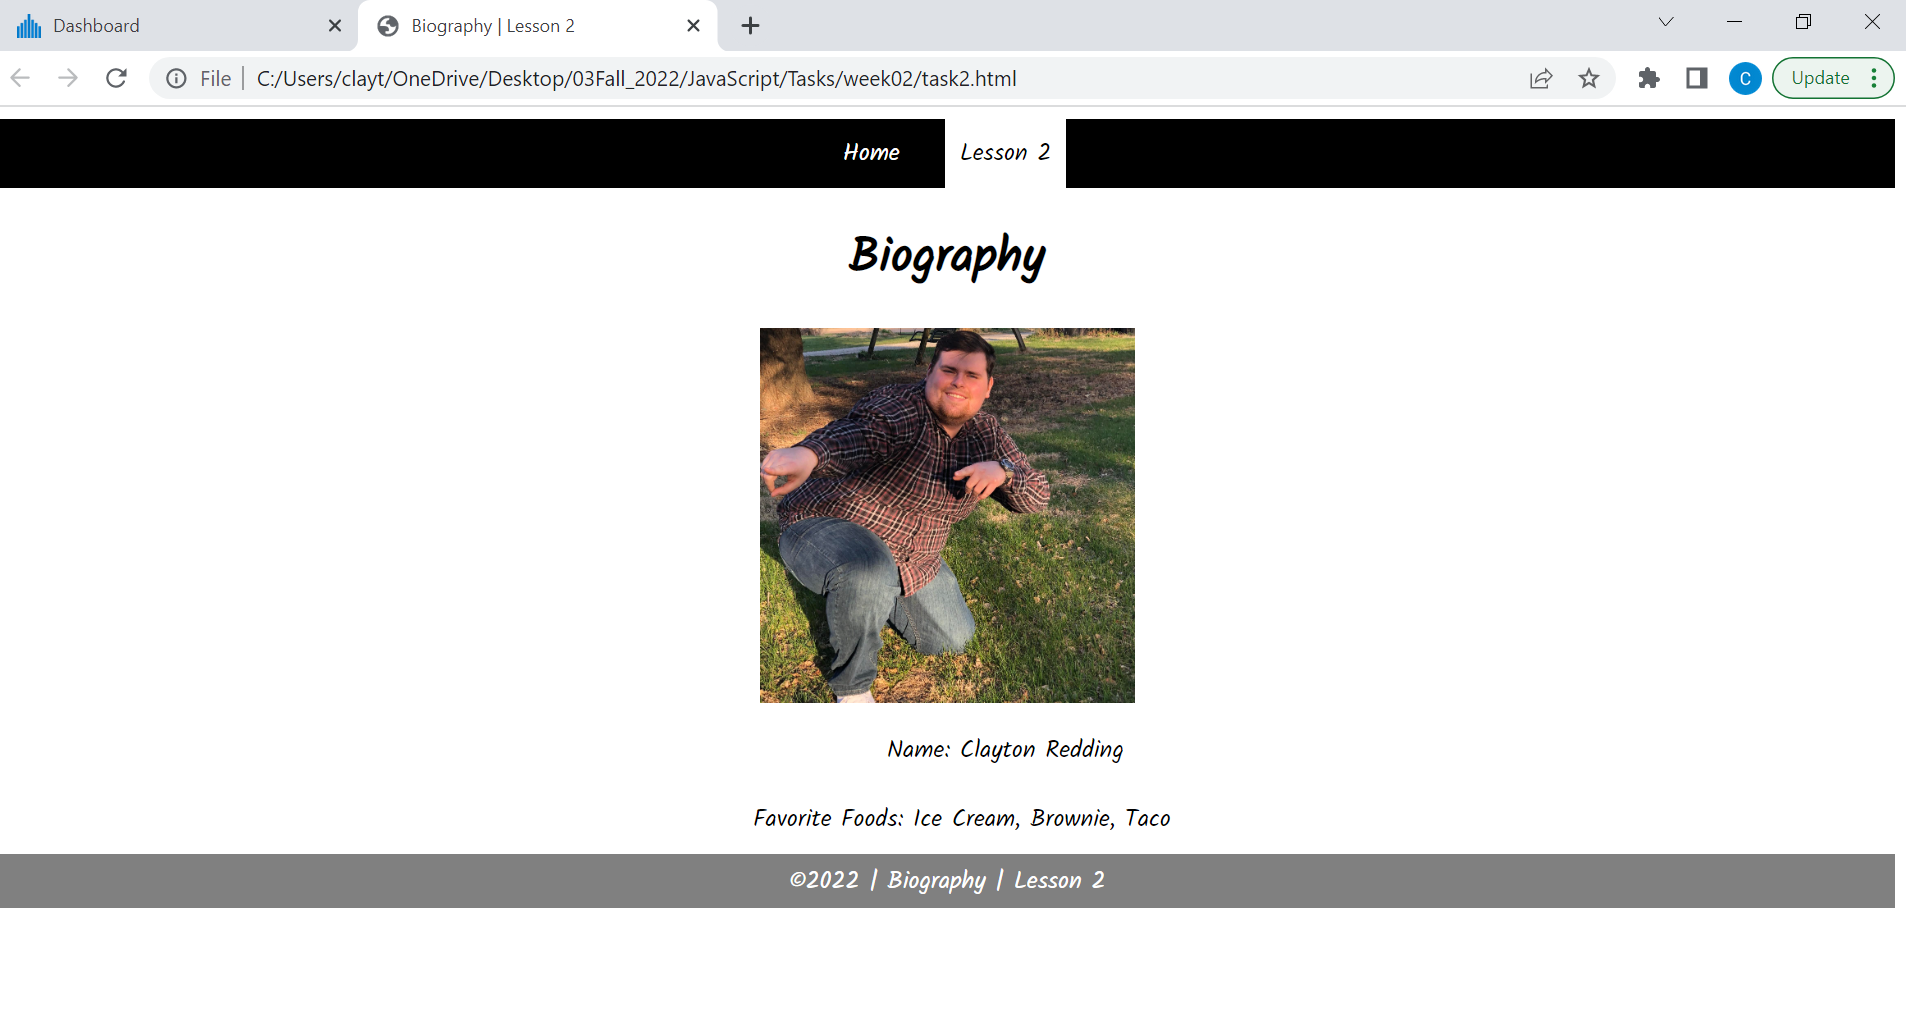 Dashboard
Biography | Lesson 2
File
C:/Users/clayt/OneDrive/Desktop/03Fall_2022/JavaScript/Tasks/week02/task2.html
C
Update
Home
Lesson 2
Biography
Name: Clayton Redding
Favorite Foods: Ice Cream, Brownie, Taco
©2022 | Biography | Lesson 2